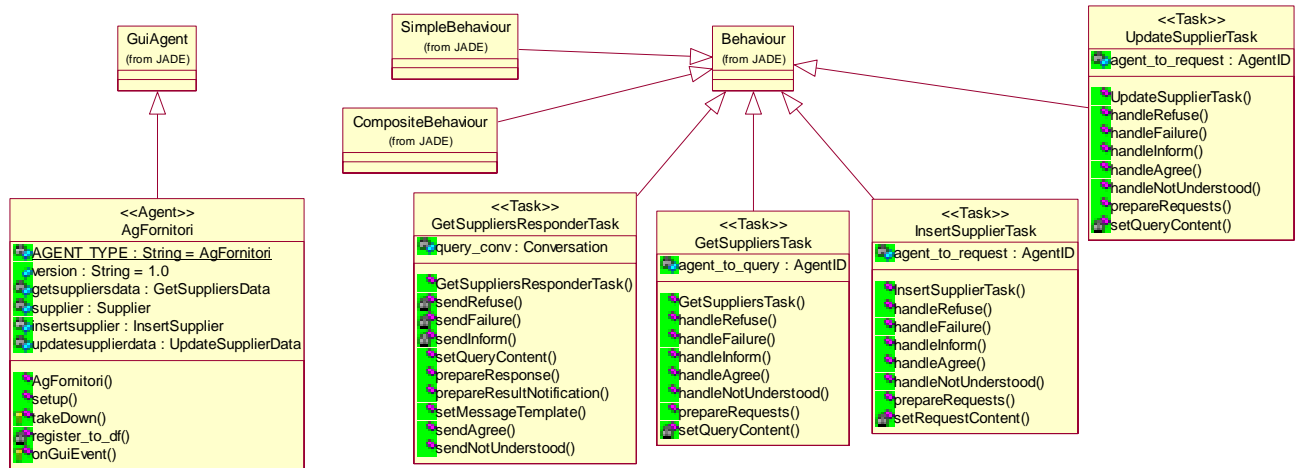 GuiAgent
(from JADE)
SimpleBehaviour
(from JADE)
CompositeBehaviour
(from JADE)
Behaviour
(from JADE)
<<Task>>
UpdateSupplierTask
agent_to_request : AgentID
UpdateSupplierTask()
handleRefuse()
handleFailure()
handleInform()
handleAgree()
handleNotUnderstood()
prepareRequests()
setQueryContent()
<<Agent>>
AgFornitori
AGENT_TYPE : String = AgFornitori
version : String = 1.0
getsuppliersdata : GetSuppliersData
supplier : Supplier
insertsupplier : InsertSupplier
updatesupplierdata : UpdateSupplierData
AgFornitori()
setup()
takeDown()
register_to_df()
onGuiEvent()
<<Task>>
GetSuppliersResponderTask
query_conv : Conversation
GetSuppliersResponderTask()
sendRefuse()
sendFailure()
sendInform()
setQueryContent()
prepareResponse()
prepareResultNotification()
setMessageTemplate()
sendAgree()
sendNotUnderstood()
<<Task>>
GetSuppliersTask
agent_to_query : AgentID
GetSuppliersTask()
handleRefuse()
handleFailure()
handleInform()
handleAgree()
handleNotUnderstood()
prepareRequests()
setQueryContent()
<<Task>>
InsertSupplierTask
agent_to_request : AgentID
InsertSupplierTask()
handleRefuse()
handleFailure()
handleInform()
handleAgree()
handleNotUnderstood()
prepareRequests()
setRequestContent()